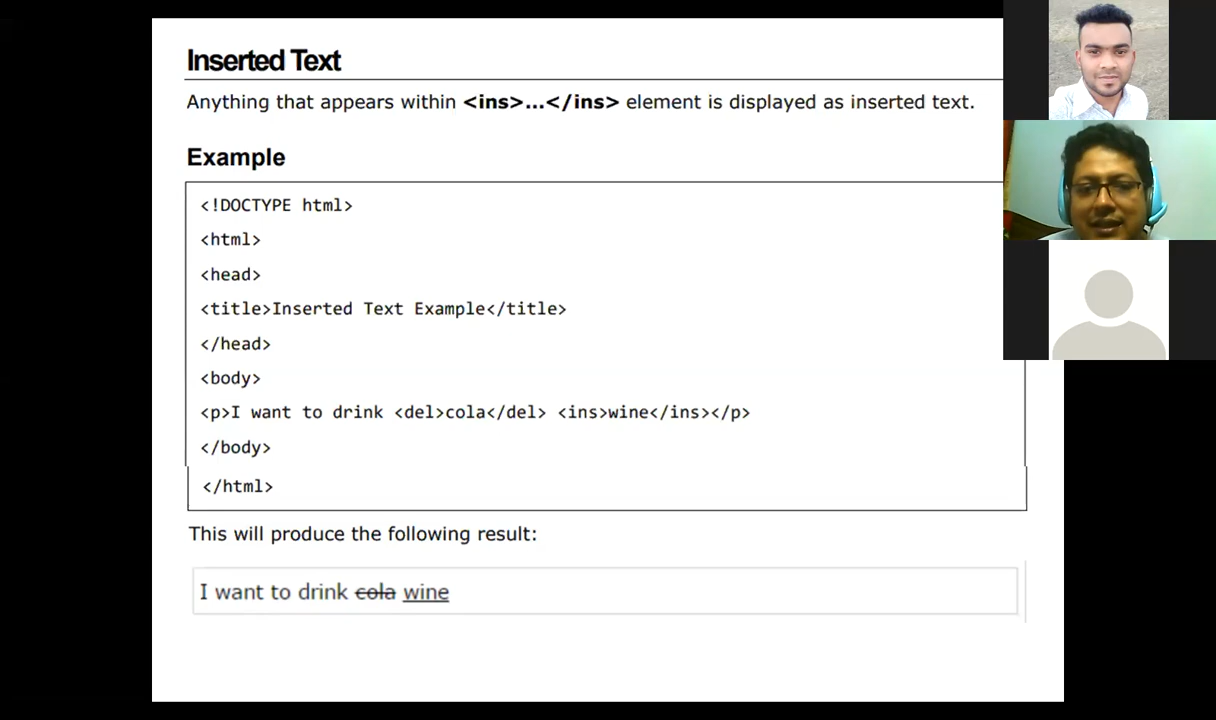 Inserted Text
Anything that appears within <ins>...</ins> element is displayed as inserted text.
Example
<!DOCTYPE html>
<html>
<head>
<title>Inserted Text Example</title>
</head>
<body>
<p>I want to drink <del>cola</del> <ins>wine</ins></p>
</body>
</html>
This will produce the following result:
I want to drink cola wine